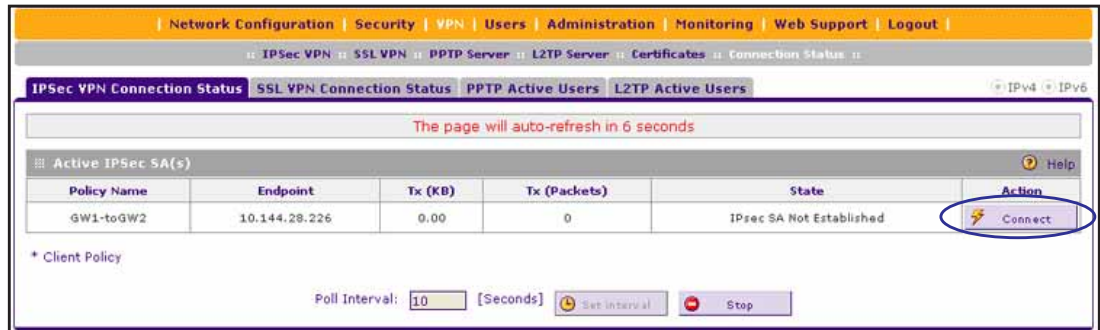 | Network Configuration | Security | VPN | Users | Administration | Monitoring | Web Support | Logout |
:: IPSec VPN :: SSL VPN :: PPTP Server :: L2TP Server :: Certificates :: Connection Status ::
IPSec VPN Connection Status SSL VPN Connection Status PPTP Active Users L2TP Active Users IPv4 IPv6
The page will auto-refresh in 6 seconds
Active IPSec SA(s) Help
Policy Name Endpoint Tx (KB) Tx (Packets) State Action
GW1-toGW2 10.144.28.226 0.00 0 IPsec SA Not Established Connect
* Client Policy
Poll Interval: 10 [Seconds] Set interval Stop